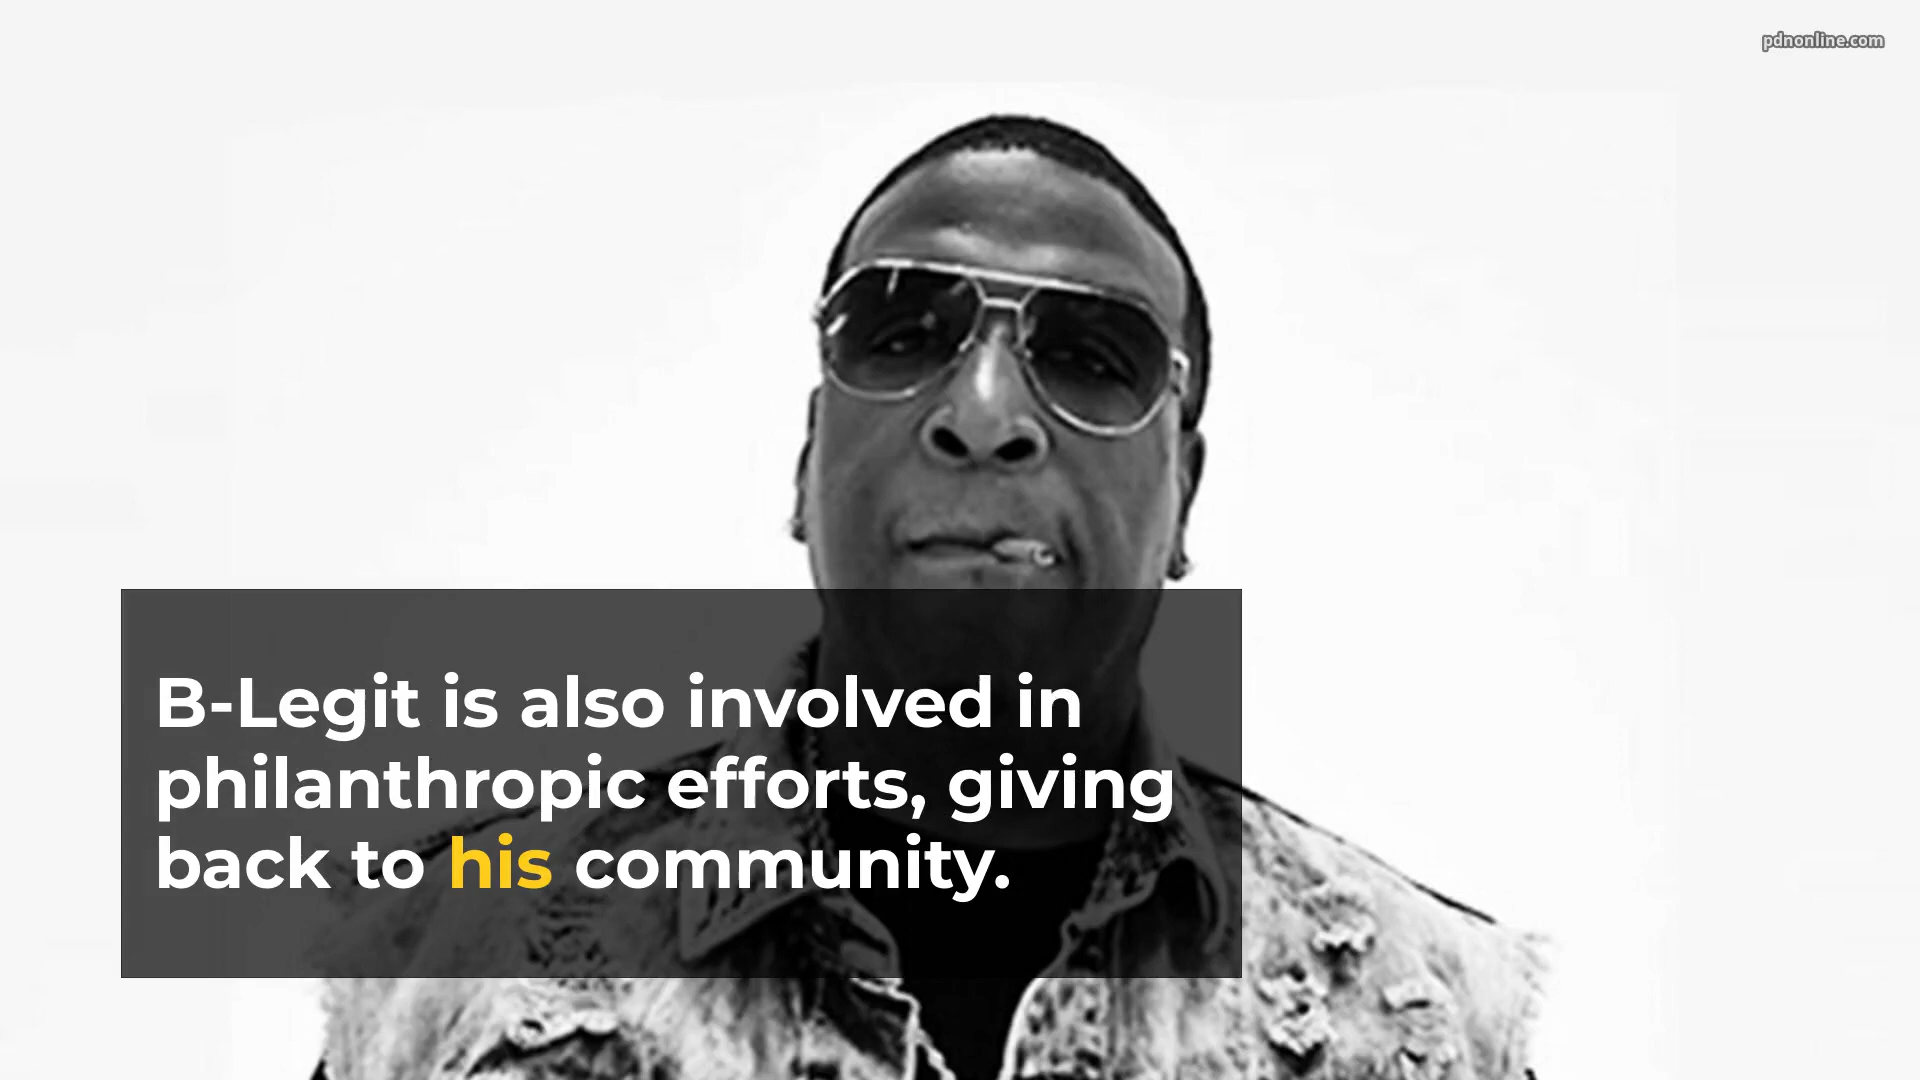 pdnonline.com
B-Legit is also involved in
philanthropic efforts, giving
back to his community.